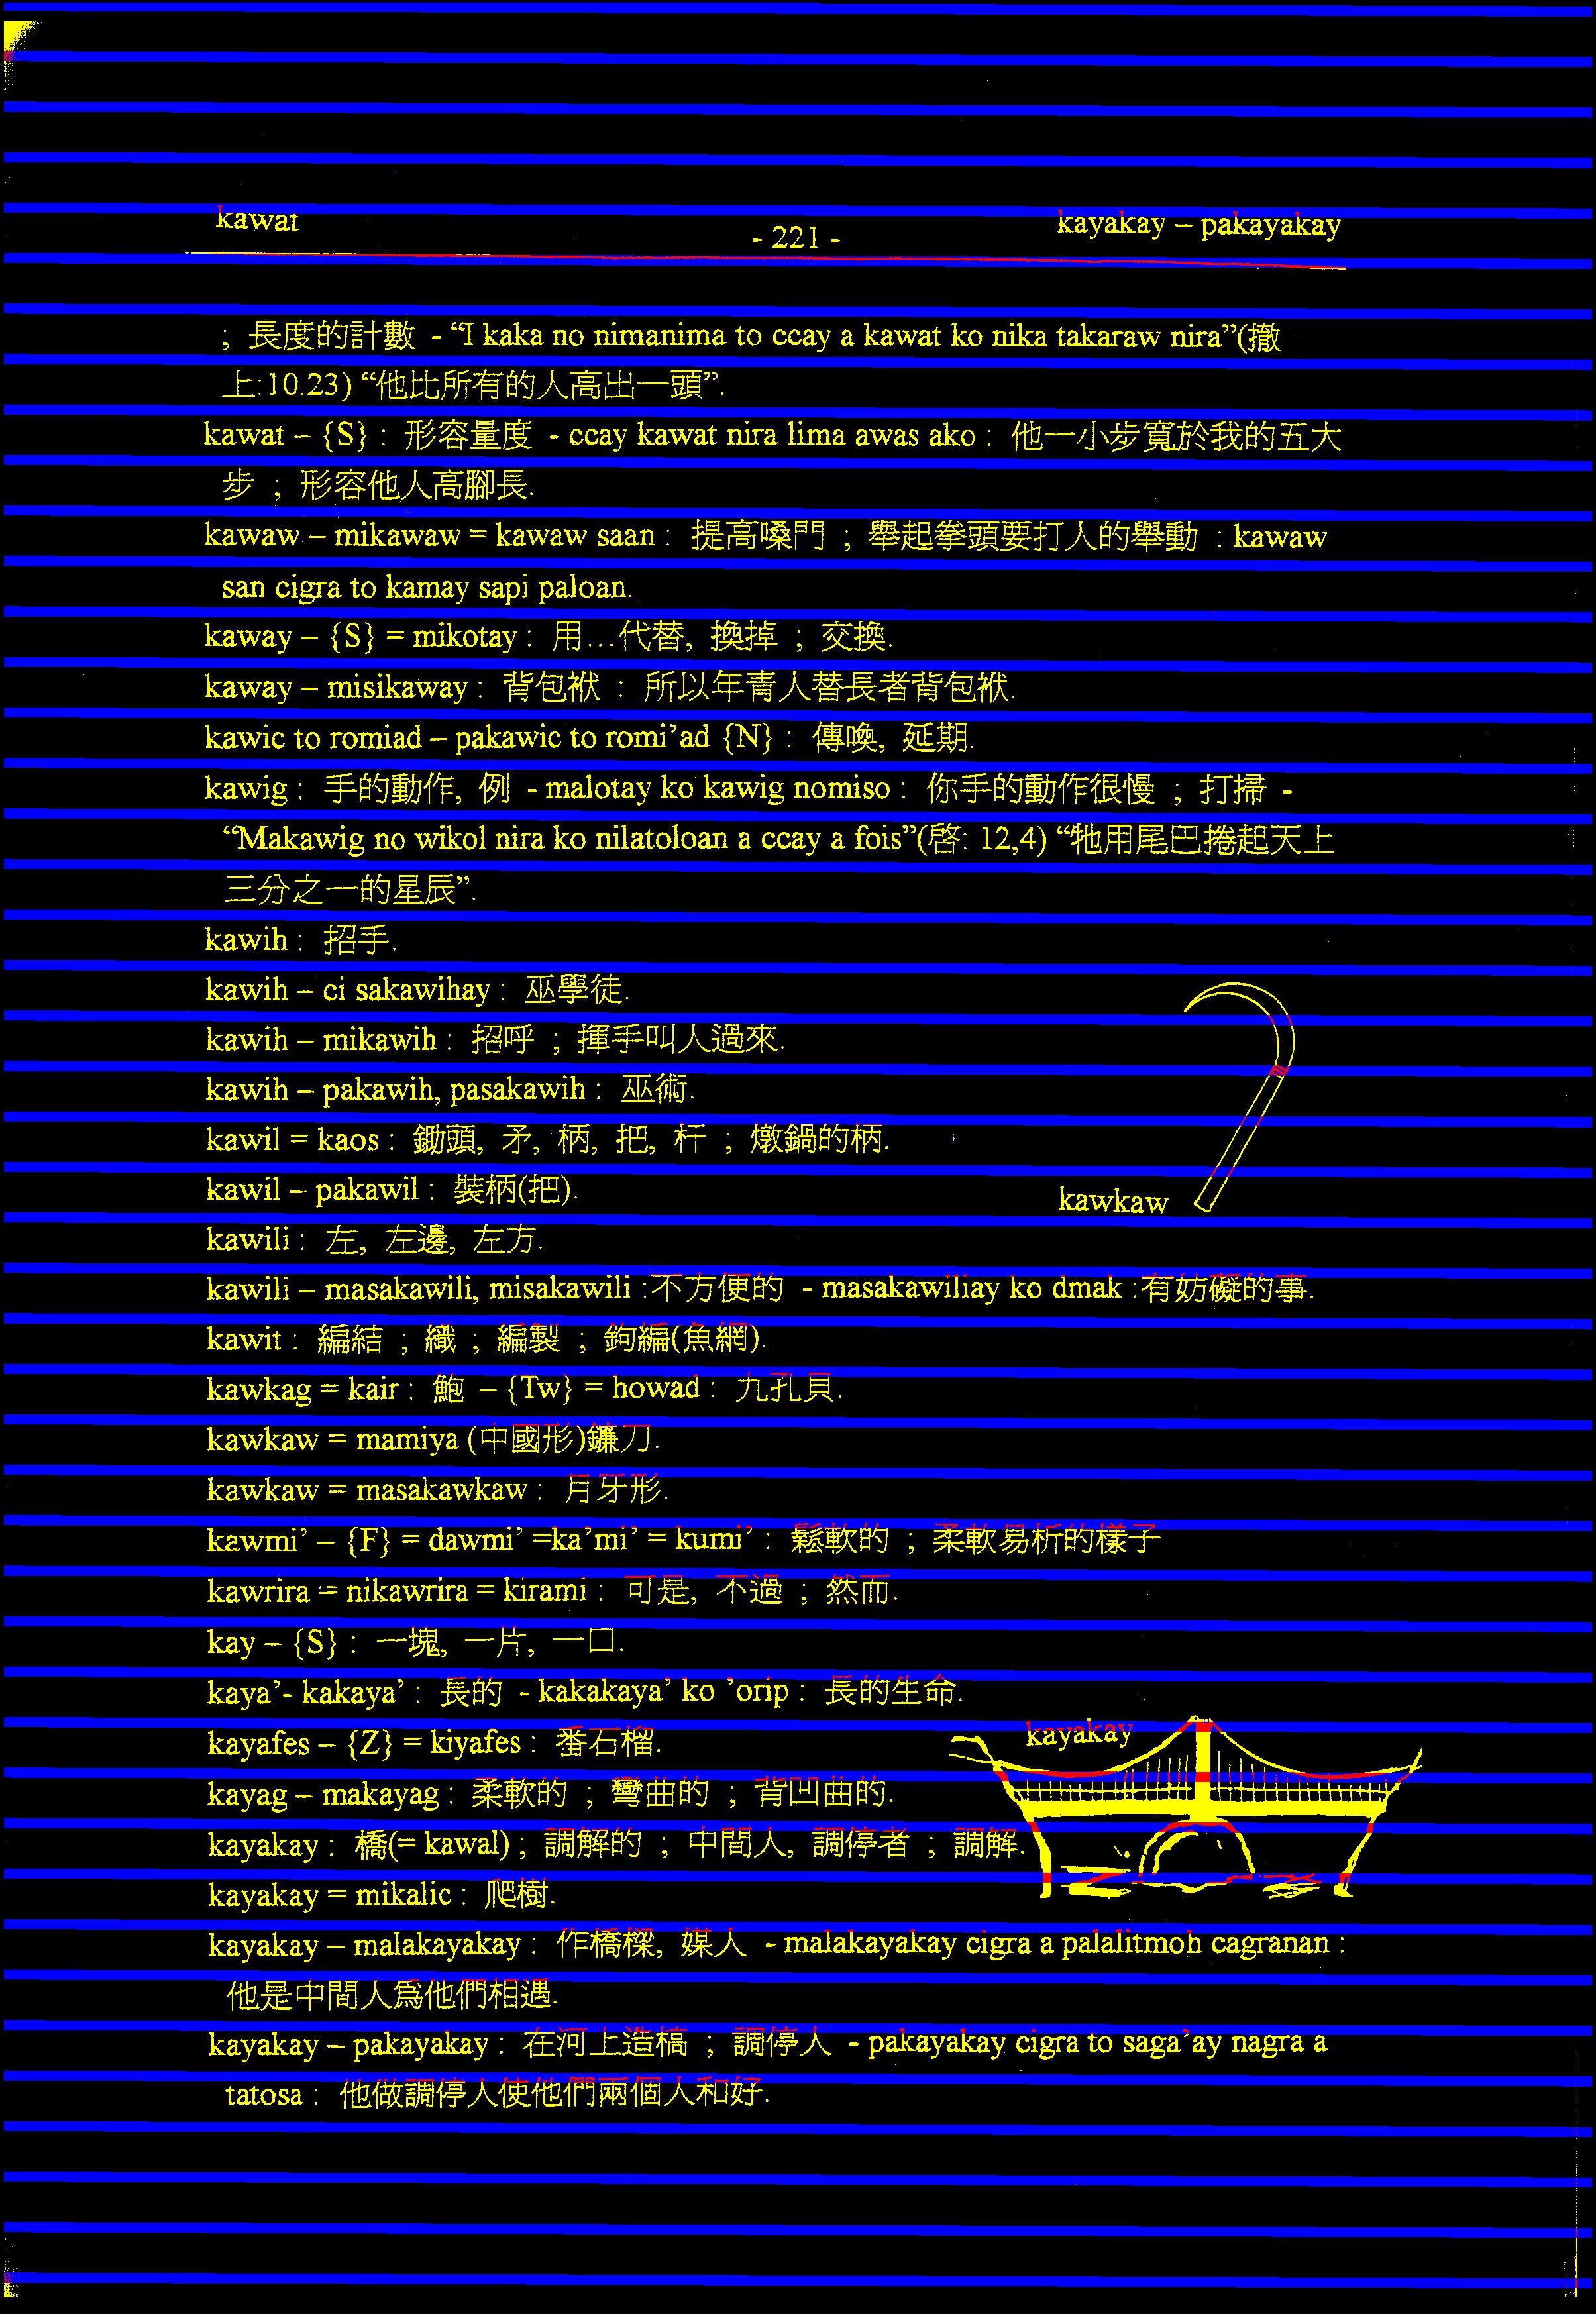 kawat
- 221 -
kayakay – pakayakay
; 長度的計數 - “I kaka no nimanima to ccay a kawat ko nika takaraw nira”(撒
上:10.23) “他比所有的人高出一頭”.
kawat – {S} : 形容量度 - ccay kawat nira lima awas ako : 他一小步寬於我的五大
步 ; 形容他人高腳長.
kawaw – mikawaw = kawaw saan : 提高嗓門 ; 舉起拳頭要打人的舉動 : kawaw
san cigra to kamay sapi paloan.
kaway – {S} = mikotay : 用...代替, 換掉 ; 交換.
kaway – misikaway : 背包袱 : 所以年青人替長者背包袱.
kawic to romiad – pakawic to romi’ad {N} : 傳喚, 延期.
kawig : 手的動作, 例 - malotay ko kawig nomiso : 你手的動作很慢 ; 打掃 -
“Makawig no wikol nira ko nilatoloan a ccay a fois”(啓: 12,4) “牠用尾巴捲起天上
三分之一的星辰”.
kawih : 招手.
kawih – ci sakawihay : 巫學徒.
kawih – mikawih : 招呼 ; 揮手叫人過來.
kawih – pakawih, pasakawih : 巫術.
kawil = kaos : 鋤頭, 矛, 柄, 把, 杆 ; 燉鍋的柄.
kawil – pakawil : 裝柄(把).
kawkaw
kawili : 左, 左邊, 左方.
kawili – masakawili, misakawili :不方便的 - masakawiliay ko dmak :有妨礙的事.
kawit : 編結 ; 織 ; 編製 ; 鉤編(魚網).
kawkag = kair : 鮑 – {Tw} = howad : 九孔貝.
kawkaw = mamiya (中國形)鐮刀.
kawkaw = masakawkaw : 月牙形.
kawmi’ – {F} = dawmi’ =ka’mi’ = kumi’ : 鬆軟的 ; 柔軟易析的樣子
kawrira = nikawrira = kirami : 可是, 不過 ; 然而.
kay – {S} : 一塊, 一片, 一口.
kaya’- kakaya’ : 長的 - kakakaya’ ko ’orip : 長的生命.
kayafes – {Z} = kiyafes : 番石榴.
kayakay
kayag – makayag : 柔軟的 ; 彎曲的 ; 背凹曲的.
kayakay : 橋(= kawal) ; 調解的 ; 中間人, 調停者 ; 調解.
kayakay = mikalic : 爬樹.
kayakay – malakayakay : 作橋樑, 媒人 - malakayakay cigra a palalitmoh cagranan :
他是中間人爲他們相遇.
kayakay – pakayakay : 在河上造槁 ; 調停人 - pakayakay cigra to saga’ay nagra a
tatosa : 他做調停人使他們兩個人和好.